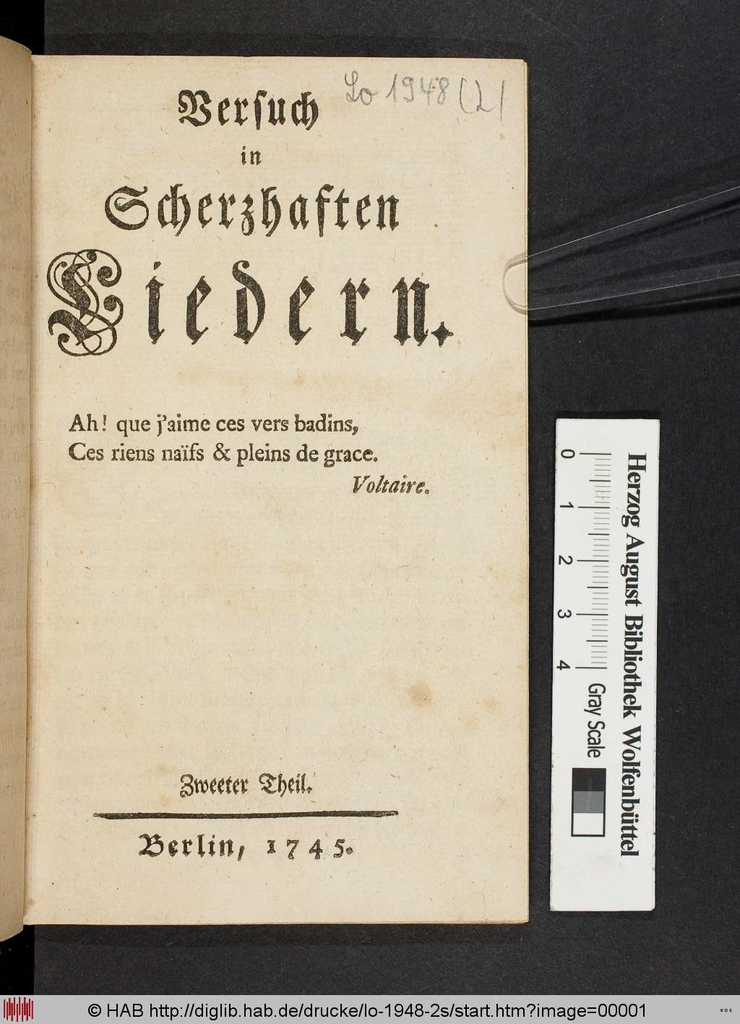 Lo 1948 (2)
Versuch
in
Scherzhaften
Liedern.
Ah! que j'aime ces vers badins,
Ces riens naïfs & pleins de grace.
Voltaire.
Zweeter Theil.
Berlin, 1745.
Herzog August Bibliothek Wolfenbüttel
0 1 2 3 4
Gray Scale
© HAB http://diglib.hab.de/drucke/lo-1948-2s/start.htm?image=00001